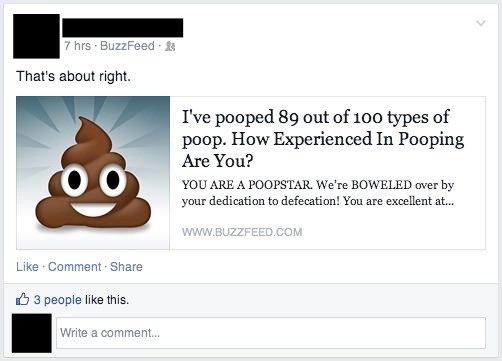 7 hrs · BuzzFeed ·
That's about right.
I've pooped 89 out of 100 types of
poop. How Experienced In Pooping
Are You?
YOU ARE A POOPSTAR. We're BOWELED over by
your dedication to defecation! You are excellent at...
WWW.BUZZFEED.COM
Like · Comment · Share
3 people like this.
Write a comment...